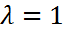 λ = 1